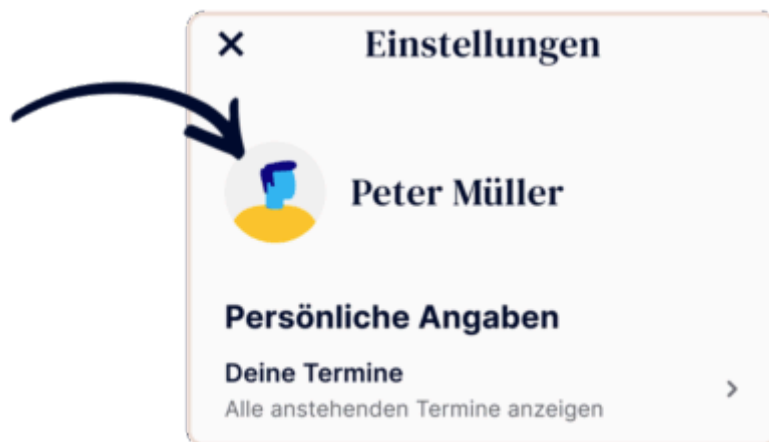 Einstellungen
Peter Müller
Persönliche Angaben
Deine Termine
Alle anstehenden Termine anzeigen